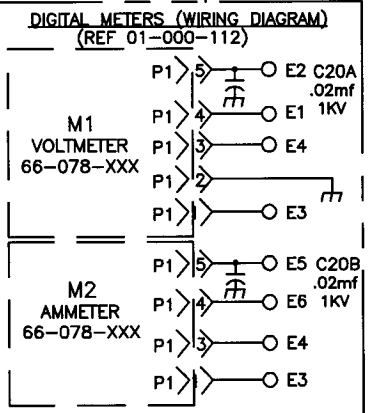 DIGITAL METERS (WIRING DIAGRAM)
(REF 01-000-112)
P1 5 E2 C20A
.02mf
1KV
P1 4 E1
M1
VOLTMETER
66-078-XXX
P1 3 E4
P1 2
P1 1 E3
P1 5 E5 C20B
.02mf
1KV
M2
AMMETER
66-078-XXX
P1 4 E6
P1 3 E4
P1 1 E3